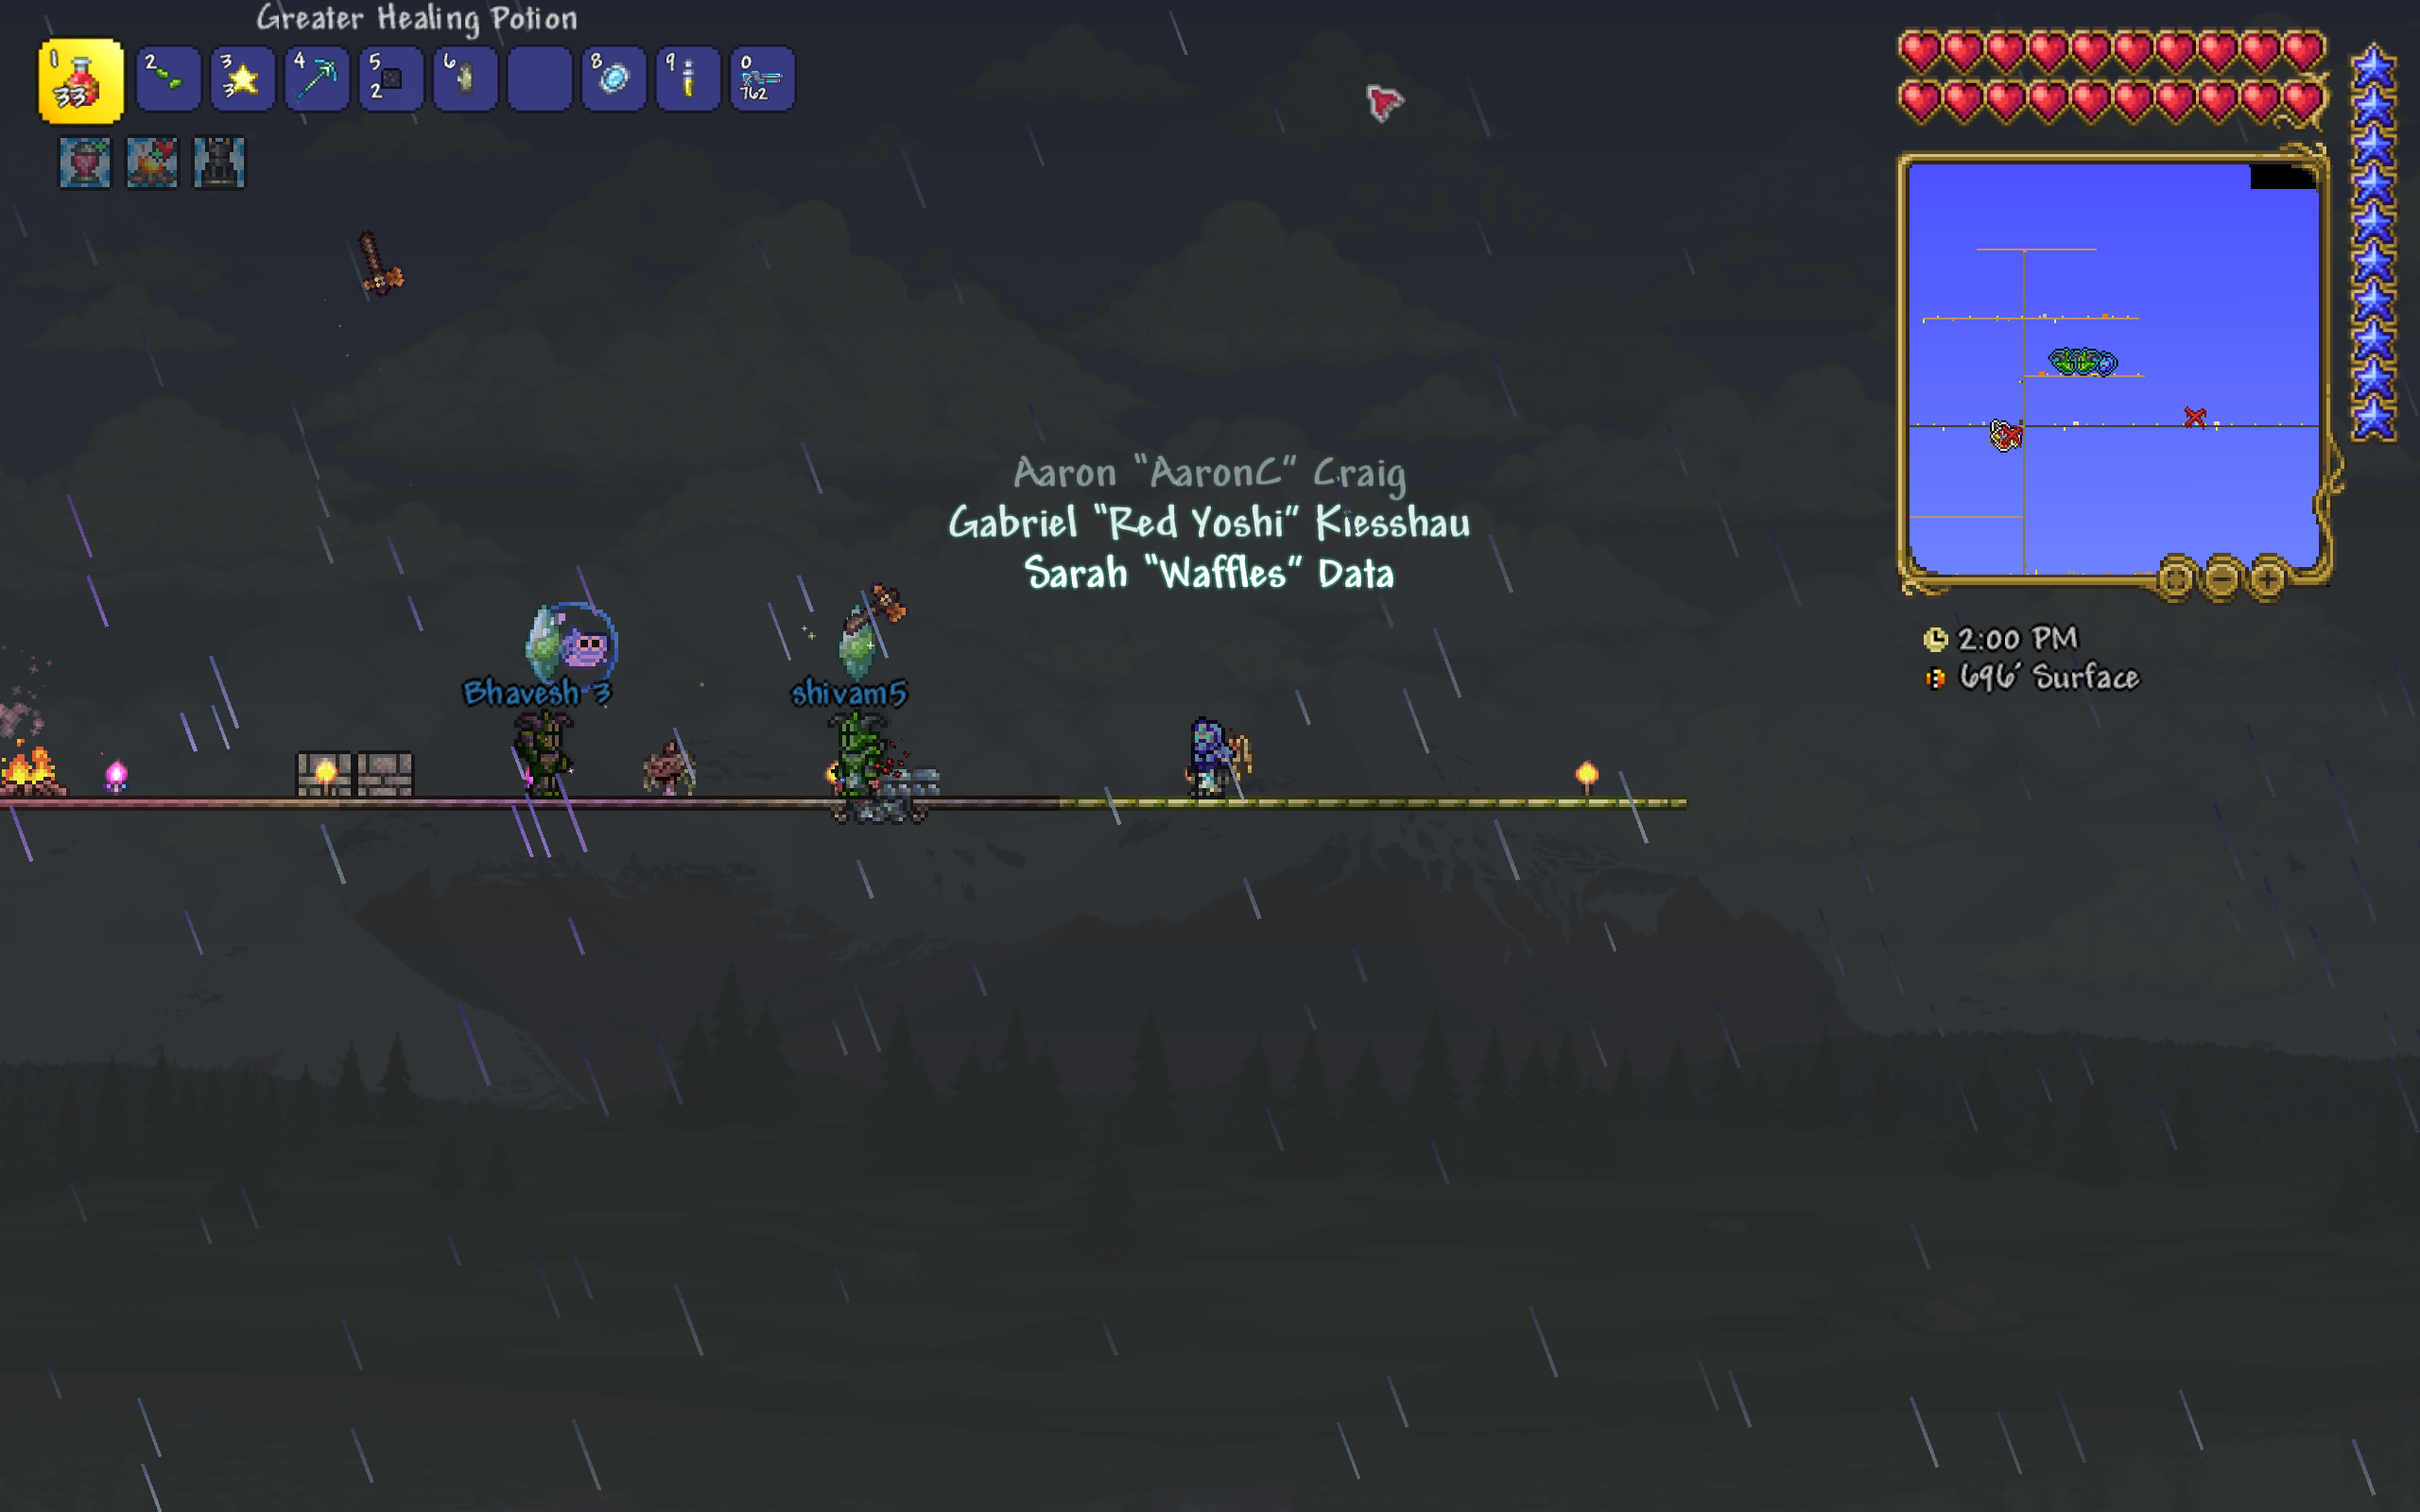 Greater Healing Potion
1 2 3 4 5 6 8 9 0
33 3 2 762
Aaron "AaronC" Craig
Gabriel "Red Yoshi" Kiesshau
Sarah "Waffles" Data
Bhavesh 3
shivam5
2:00 PM
696' Surface